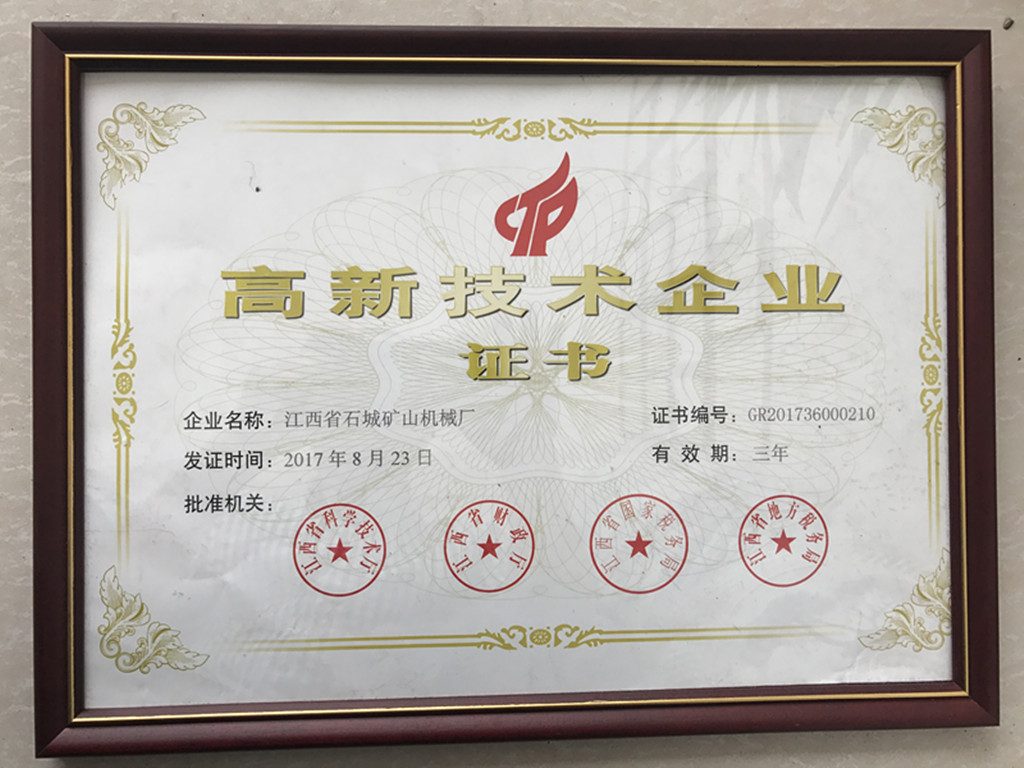 CTP
高新技术企业
证书
企业名称：江西省石城矿山机械厂
证书编号：GR201736000210
发证时间：2017年8月23日
有效期：三年
批准机关：
江西省科学技术厅
江西省财政厅
江西省国家税务局
江西省地方税务局